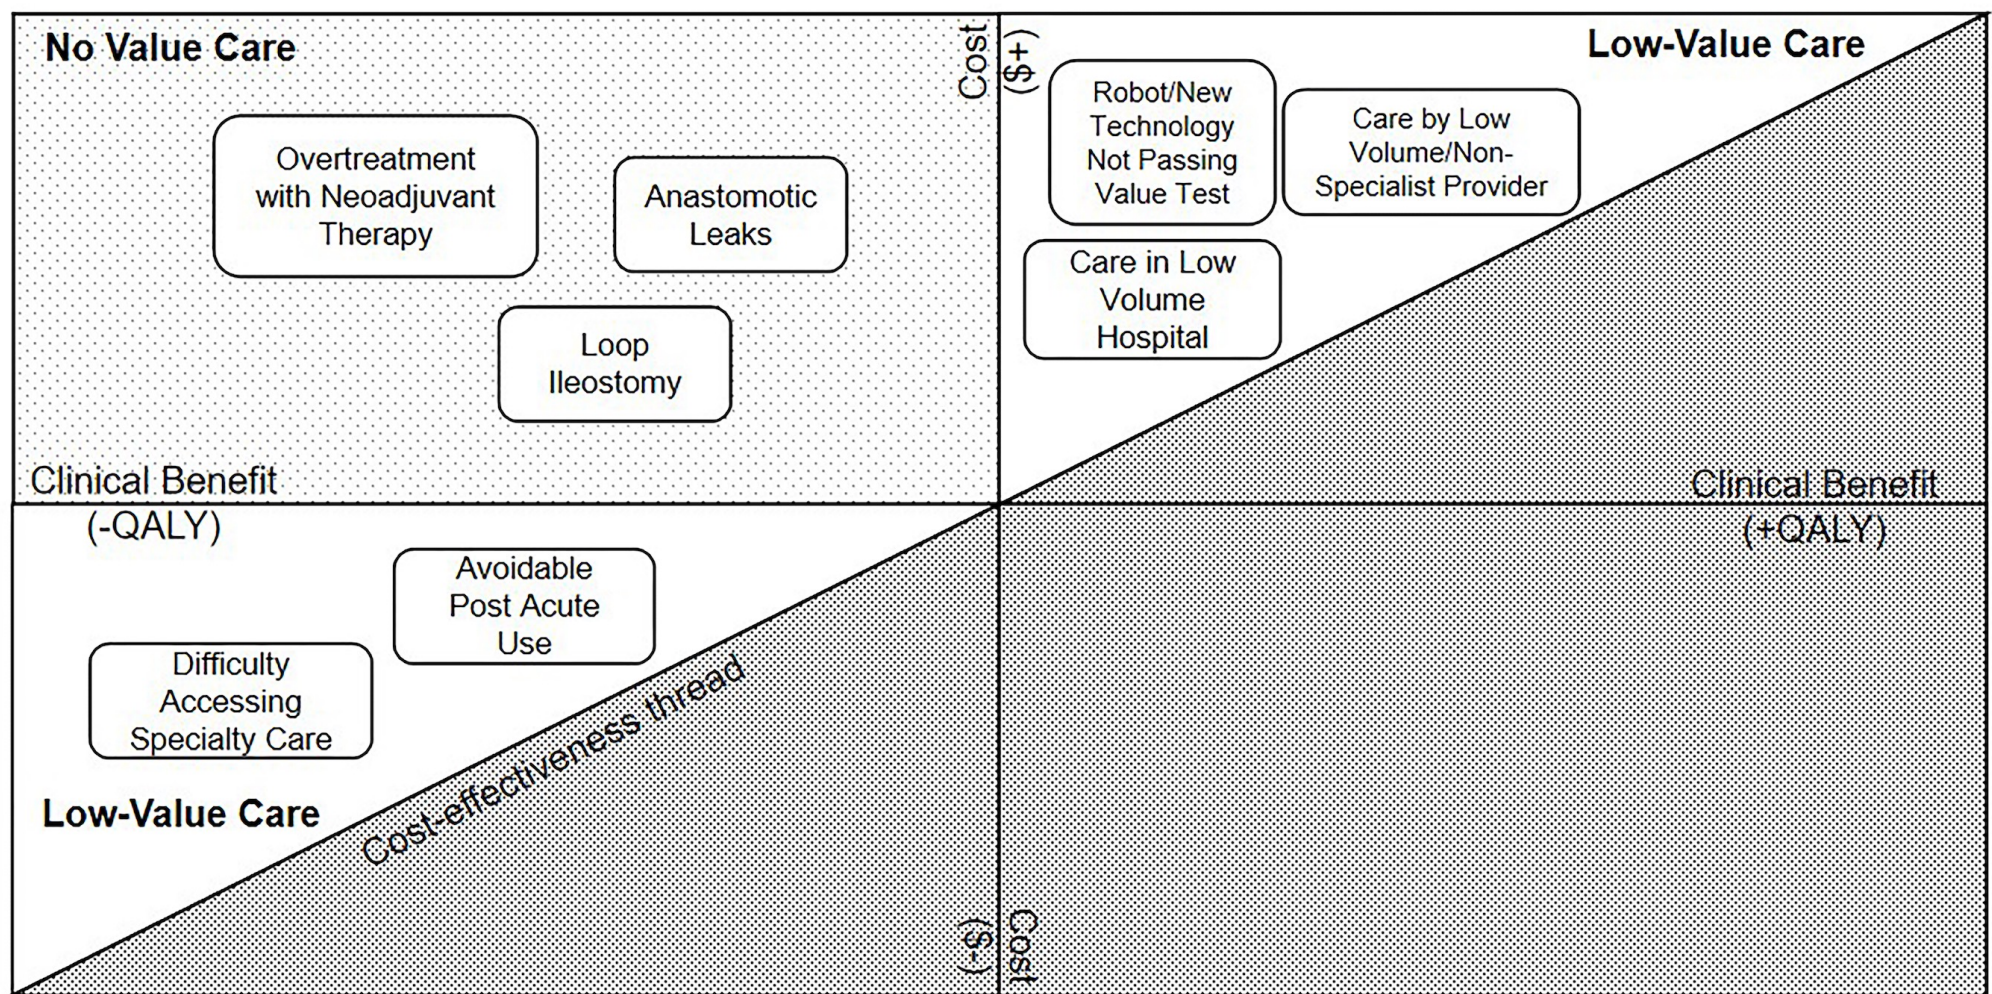 No Value Care
Overtreatment
with Neoadjuvant
Therapy
Anastomotic
Leaks
Loop
Ileostomy
Cost
(+$)
Low-Value Care
Robot/New
Technology
Not Passing
Value Test
Care by Low
Volume/Non-
Specialist Provider
Care in Low
Volume
Hospital
Clinical Benefit
(-QALY)
Clinical Benefit
(+QALY)
Avoidable
Post Acute
Use
Difficulty
Accessing
Specialty Care
Low-Value Care
Cost-effectiveness thread
Cost
($-)